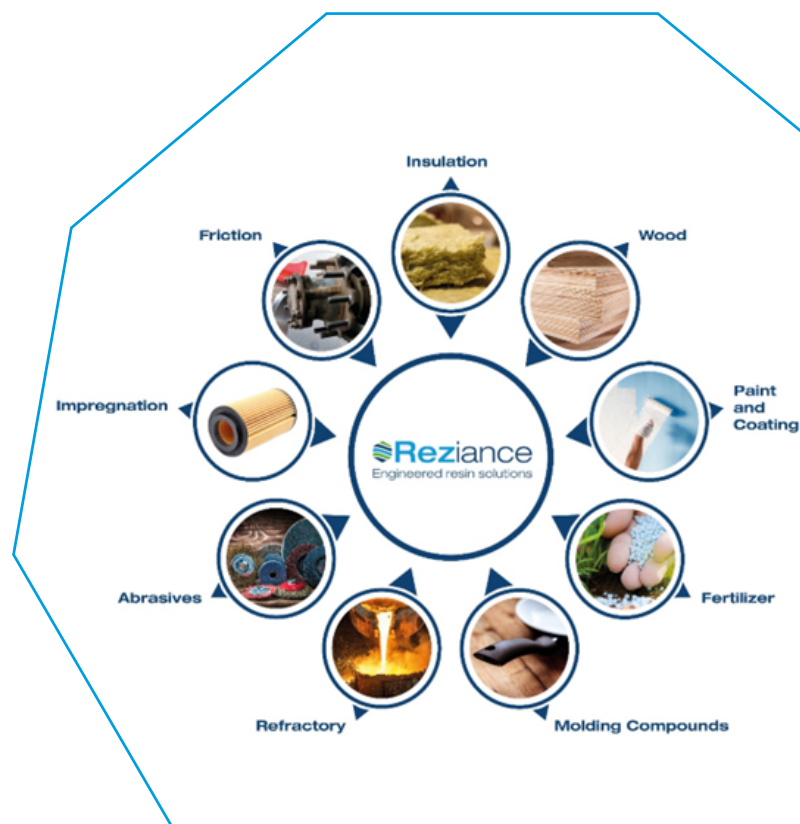 Insulation
Friction
Wood
Impregnation
Paint
and
Coating
Reziance
Engineered resin solutions
Abrasives
Fertilizer
Refractory
Molding Compounds